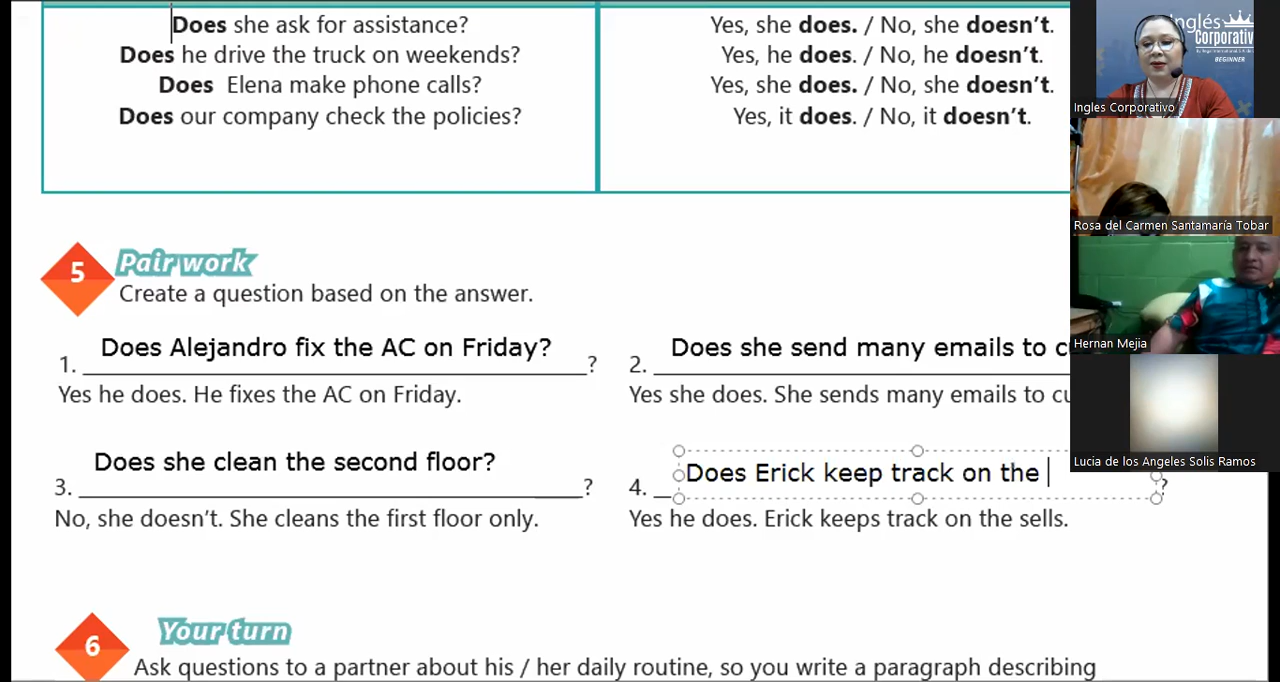 Does she ask for assistance?
Yes, she does. / No, she doesn't.
Does he drive the truck on weekends?
Yes, he does. / No, he doesn't.
Does Elena make phone calls?
Yes, she does. / No, she doesn't.
Does our company check the policies?
Yes, it does. / No, it doesn't.
5 Pair work
Create a question based on the answer.
1. Does Alejandro fix the AC on Friday? ?
Yes he does. He fixes the AC on Friday.
2. Does she send many emails to c
Yes she does. She sends many emails to cu
3. Does she clean the second floor? ?
No, she doesn't. She cleans the first floor only.
4. Does Erick keep track on the ?
Yes he does. Erick keeps track on the sells.
6 Your turn
Ask questions to a partner about his / her daily routine, so you write a paragraph describing
Inglés
Corporativ
BEGINNER
Ingles Corporativo
Rosa del Carmen Santamaría Tobar
Hernan Mejia
Lucia de los Angeles Solis Ramos